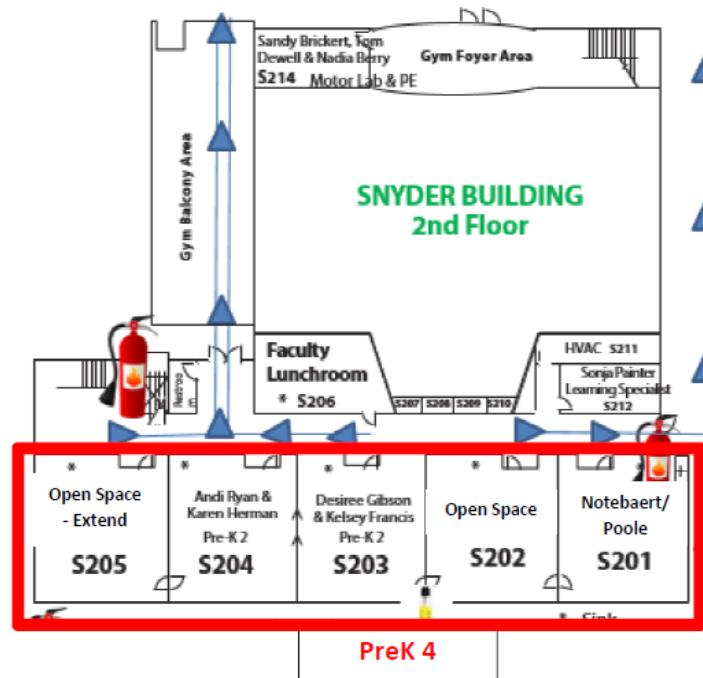 Sandy Brickert, Tom
Dewell & Nadia Berry
S214 Motor Lab & PE
Gym Foyer Area
Gym Balcony Area
SNYDER BUILDING
2nd Floor
Faculty
Lunchroom
* S206
HVAC S211
Sonja Painter
Learning Specialist
S212
Restroo
m
S207 S208 S209 S210
*
Open Space
- Extend
S205
*
Andi Ryan &
Karen Herman
Pre-K 2
S204
*
Desiree Gibson
& Kelsey Francis
Pre-K 2
S203
*
Open Space
S202
*
Notebaert/
Poole
S201
* Sink
PreK 4